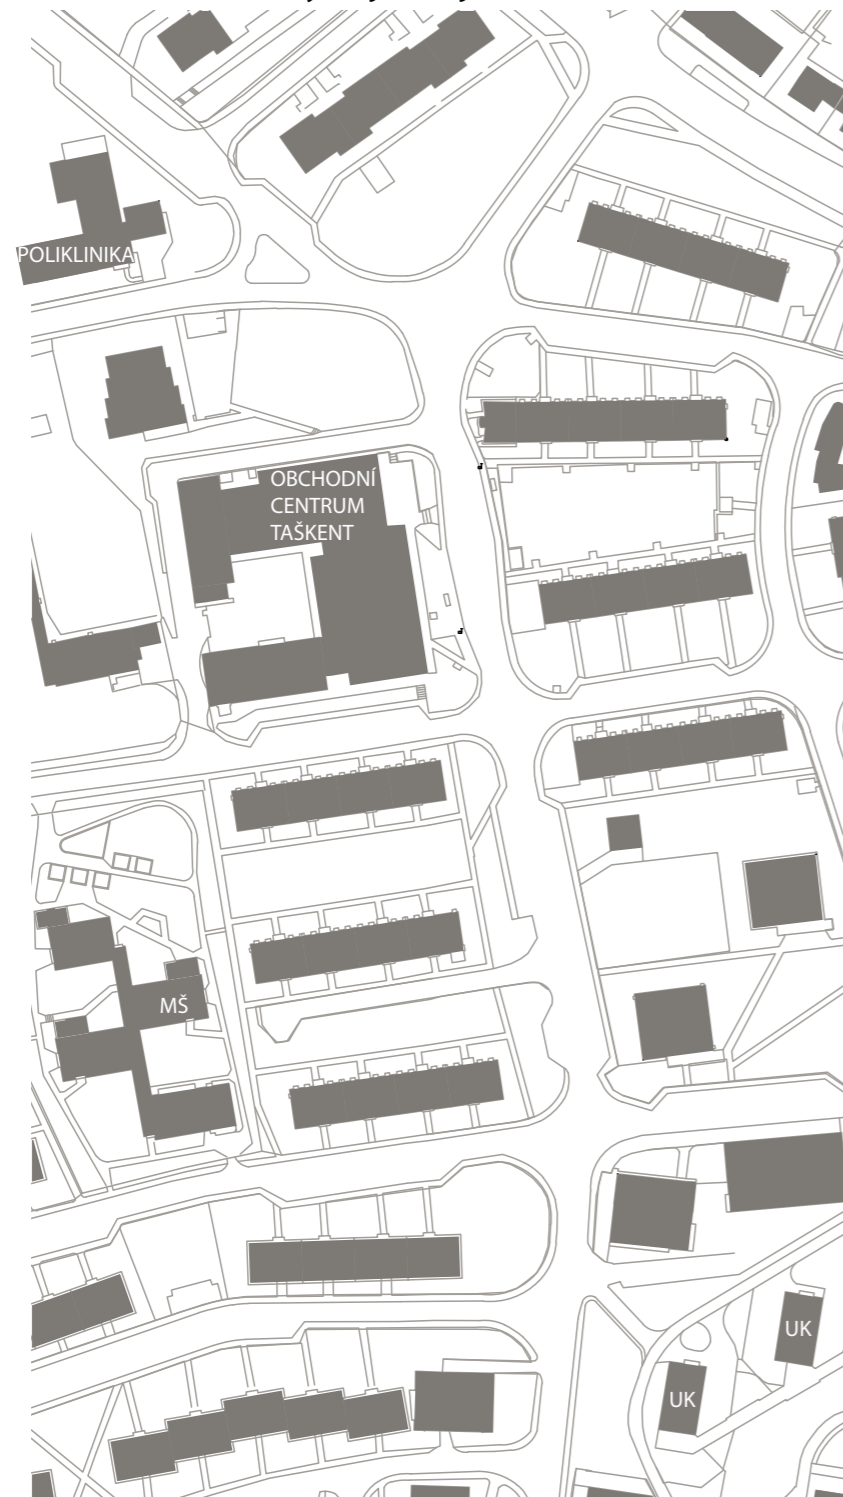 POLIKLINIKA
OBCHODNÍ
CENTRUM
TAŠKENT
MŠ
UK
UK